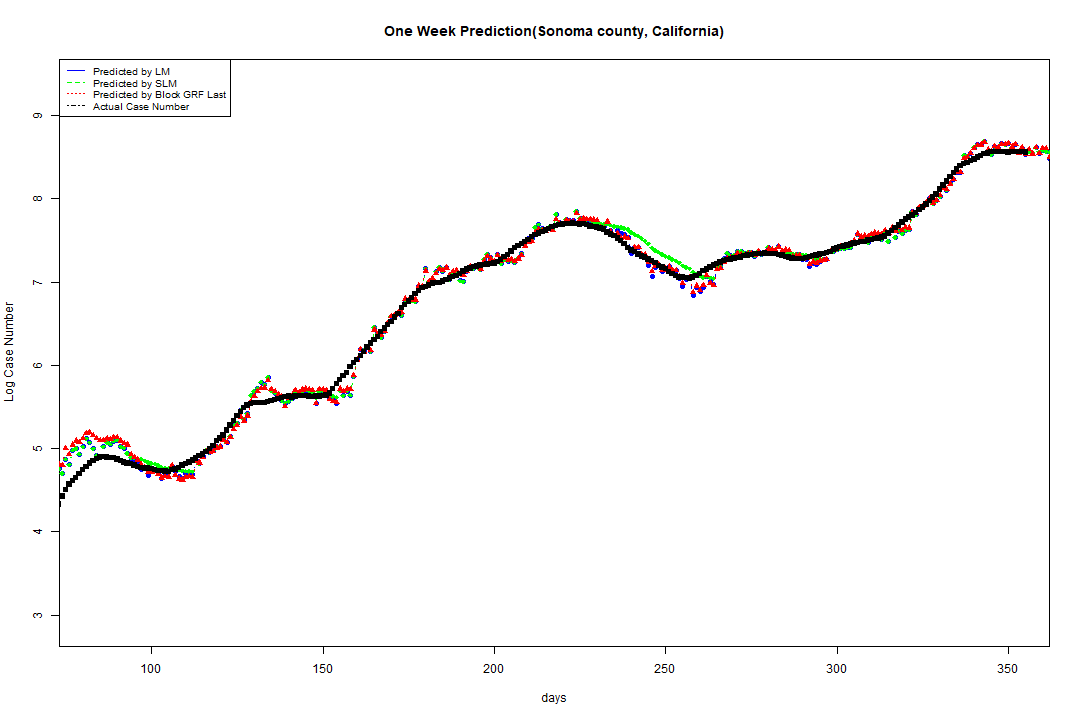 One Week Prediction(Sonoma county, California)
Predicted by LM
Predicted by SLM
Predicted by Block GRF Last
Actual Case Number
9
8
7
6
5
4
3
Log Case Number
100 150 200 250 300 350
days